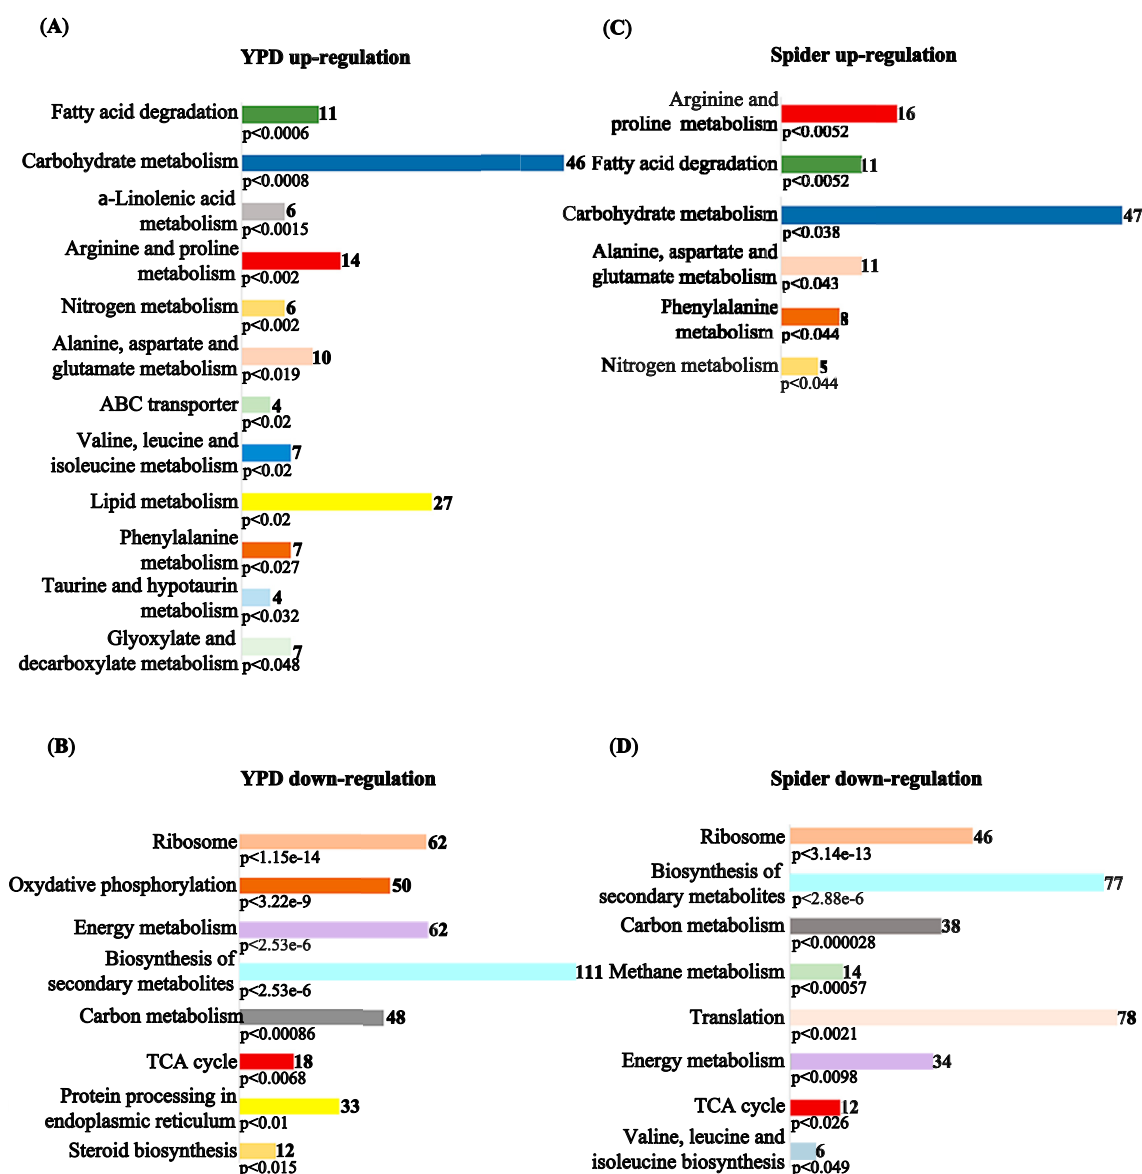 (A)
YPD up-regulation
Fatty acid degradation
11
p<0.0006
Carbohydrate metabolism
46
p<0.0008
a-Linolenic acid
metabolism
6
p<0.0015
Arginine and proline
metabolism
14
p<0.002
Nitrogen metabolism
6
p<0.002
Alanine, aspartate and
glutamate metabolism
10
p<0.019
ABC transporter
4
p<0.02
Valine, leucine and
isoleucine metabolism
7
p<0.02
Lipid metabolism
27
p<0.02
Phenylalanine
metabolism
7
p<0.027
Taurine and hypotaurin
metabolism
4
p<0.032
Glyoxylate and
decarboxylate metabolism
7
p<0.048
(C)
Spider up-regulation
Arginine and
proline metabolism
16
p<0.0052
Fatty acid degradation
11
p<0.0052
Carbohydrate metabolism
47
p<0.038
Alanine, aspartate and
glutamate metabolism
11
p<0.043
Phenylalanine
metabolism
8
p<0.044
Nitrogen metabolism
5
p<0.044
(B)
YPD down-regulation
Ribosome
62
p<1.15e-14
Oxydative phosphorylation
50
p<3.22e-9
Energy metabolism
62
p<2.53e-6
Biosynthesis of
secondary metabolites
111
p<2.53e-6
Carbon metabolism
48
p<0.00086
TCA cycle
18
p<0.0068
Protein processing in
endoplasmic reticulum
33
p<0.01
Steroid biosynthesis
12
p<0.015
(D)
Spider down-regulation
Ribosome
46
p<3.14e-13
Biosynthesis of
secondary metabolites
77
p<2.88e-6
Carbon metabolism
38
p<0.000028
Methane metabolism
14
p<0.00057
Translation
78
p<0.0021
Energy metabolism
34
p<0.0098
TCA cycle
12
p<0.026
Valine, leucine and
isoleucine biosynthesis
6
p<0.049